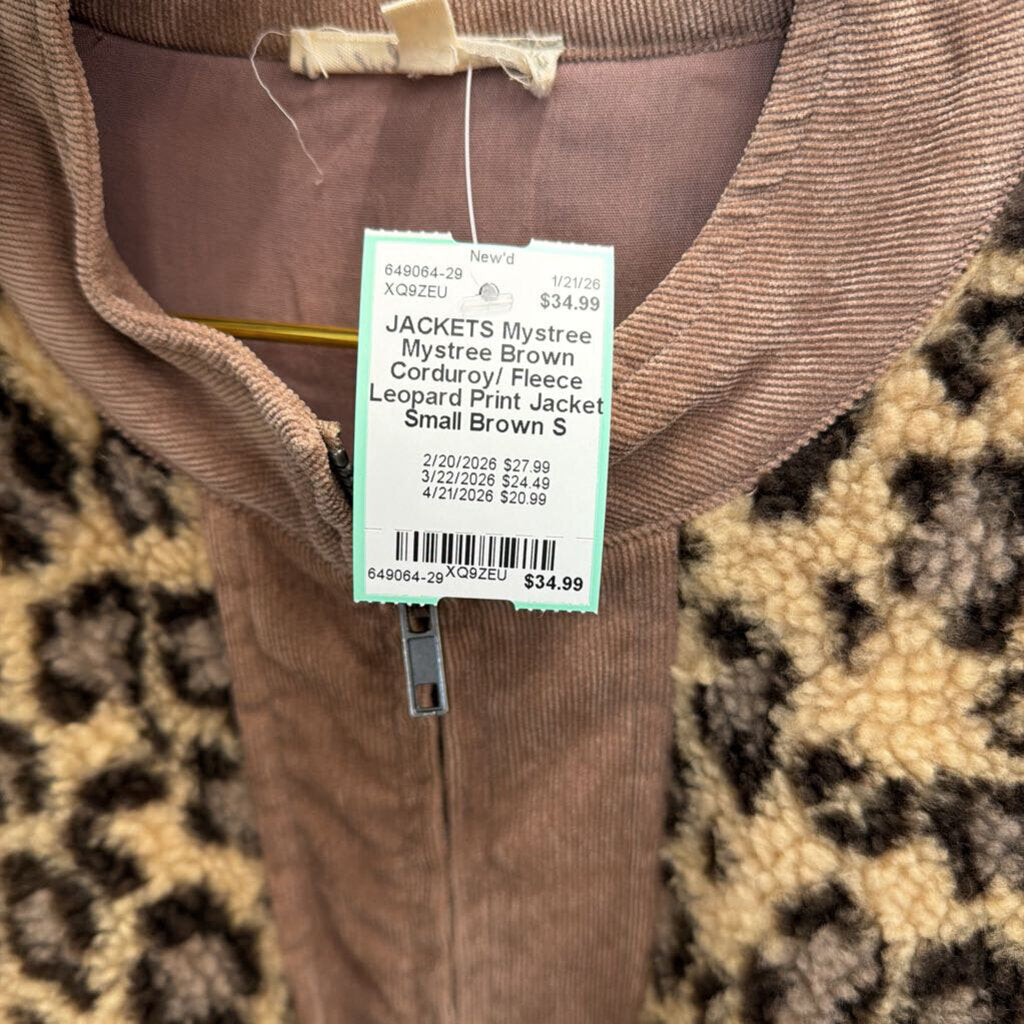 New'd
649064-29 1/21/26
XQ9ZEU $34.99
JACKETS Mystree
Mystree Brown
Corduroy/ Fleece
Leopard Print Jacket
Small Brown S
2/20/2026 $27.99
3/22/2026 $24.49
4/21/2026 $20.99
649064-29 XQ9ZEU $34.99